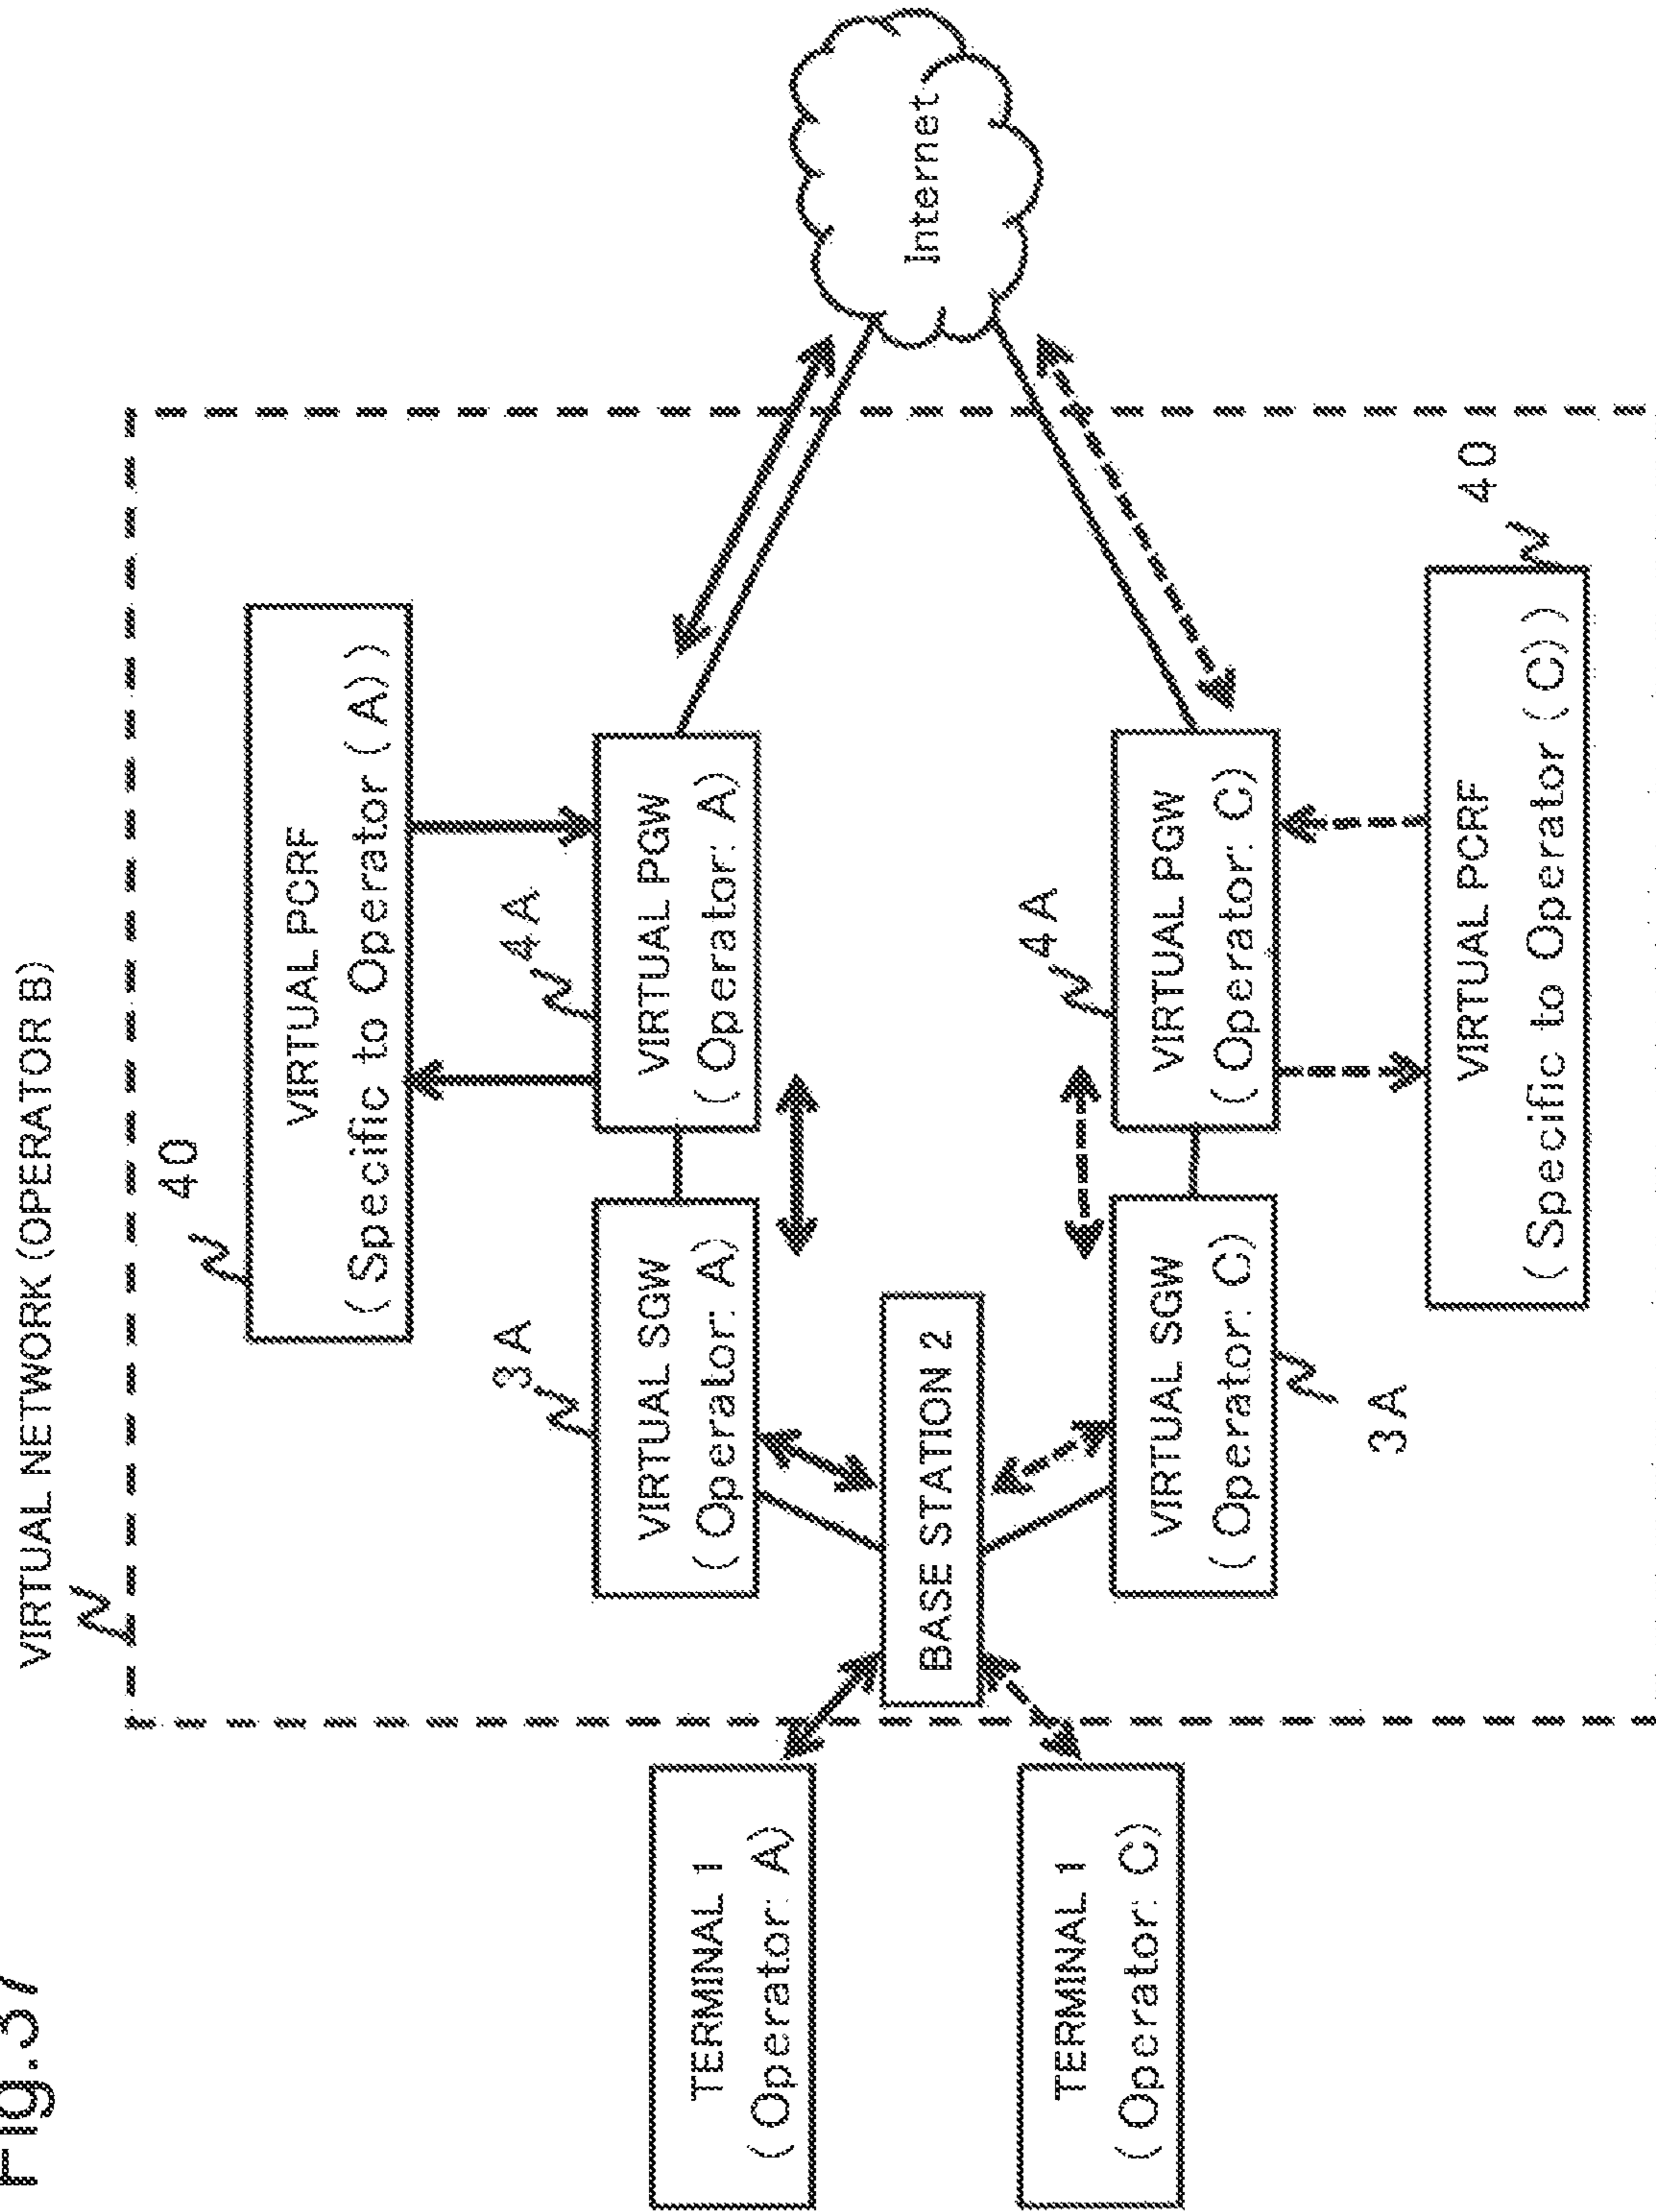 Fig.37
VIRTUAL NETWORK (OPERATOR B)
40
VIRTUAL PCRF
(Specific to Operator (A))
3A
4A
VIRTUAL SGW
(Operator: A)
VIRTUAL PGW
(Operator: A)
TERMINAL 1
(Operator: A)
BASE STATION 2
Internet
TERMINAL 1
(Operator: C)
4A
VIRTUAL SGW
(Operator: C)
VIRTUAL PGW
(Operator: C)
3A
40
VIRTUAL PCRF
(Specific to Operator (C))